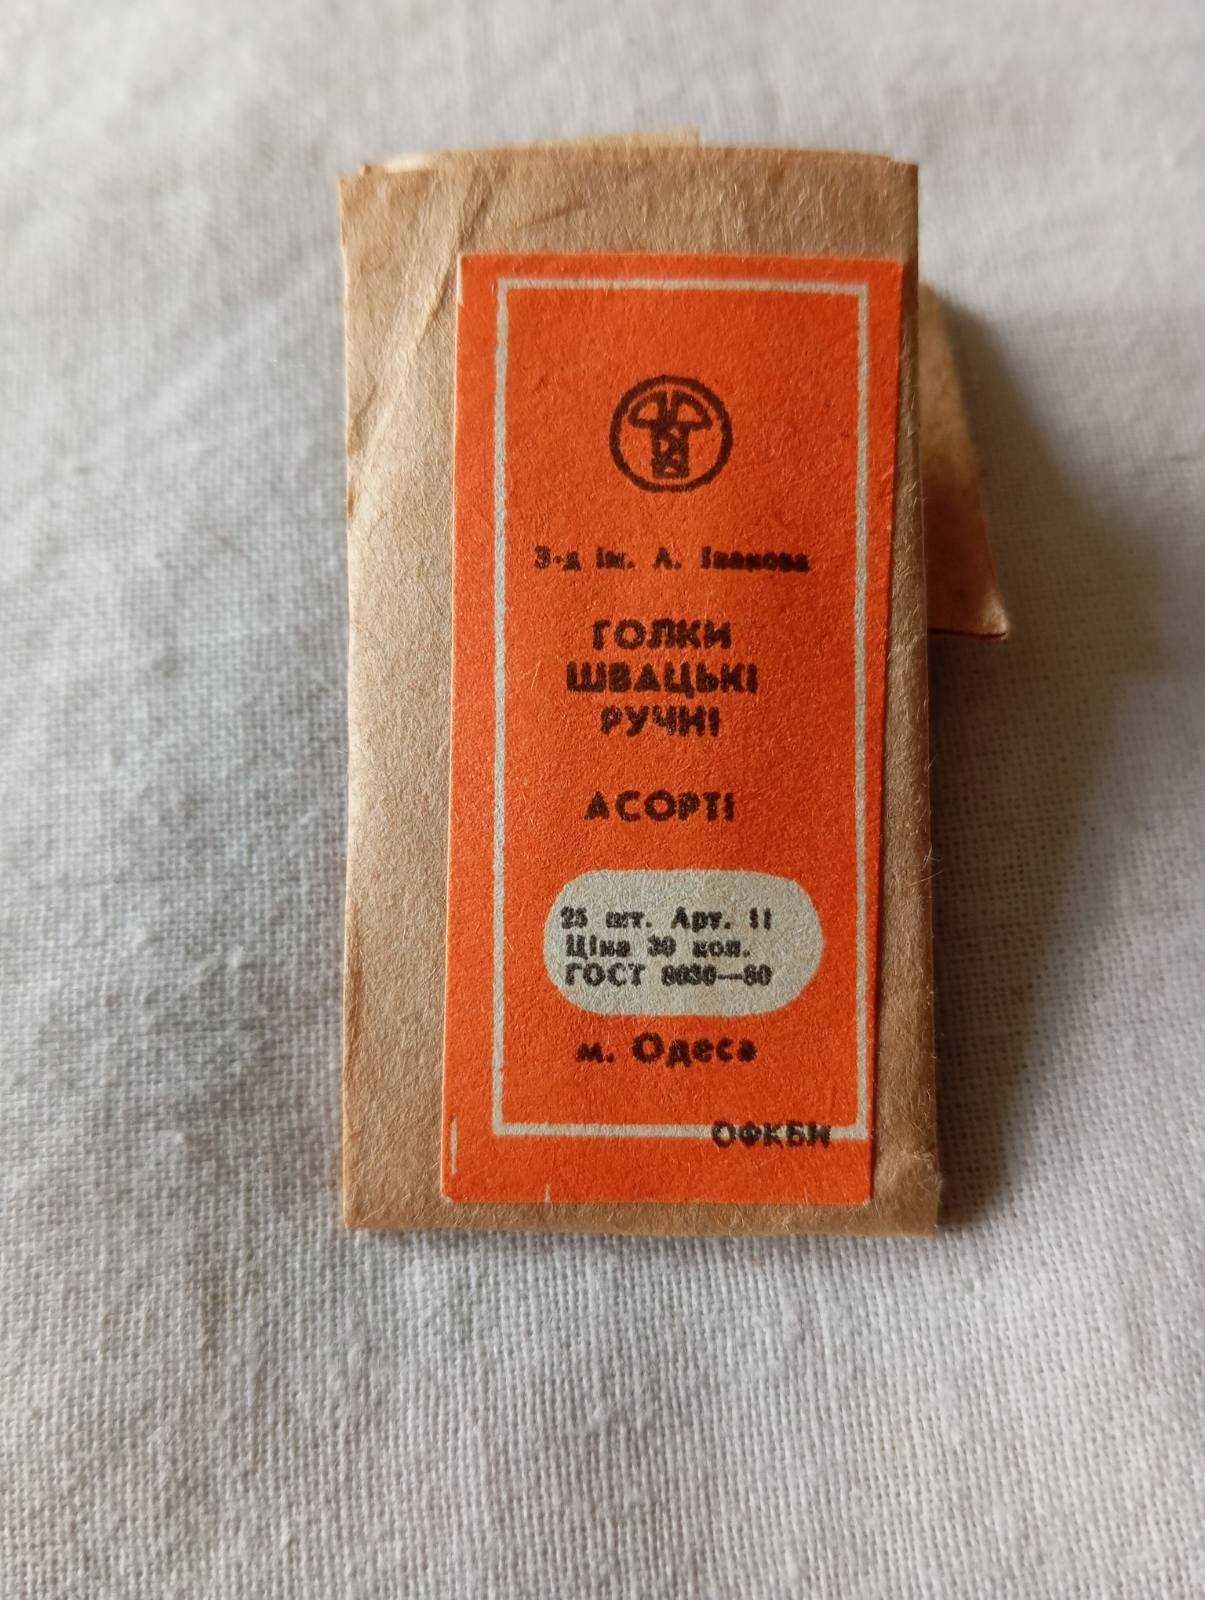 З-д ім. А. Іванова
ГОЛКИ
ШВАЦЬКІ
РУЧНІ
АСОРТІ
25 шт. Арт. 11
Ціна 30 коп.
ГОСТ 8030—80
м. Одеса
ОФКБИ